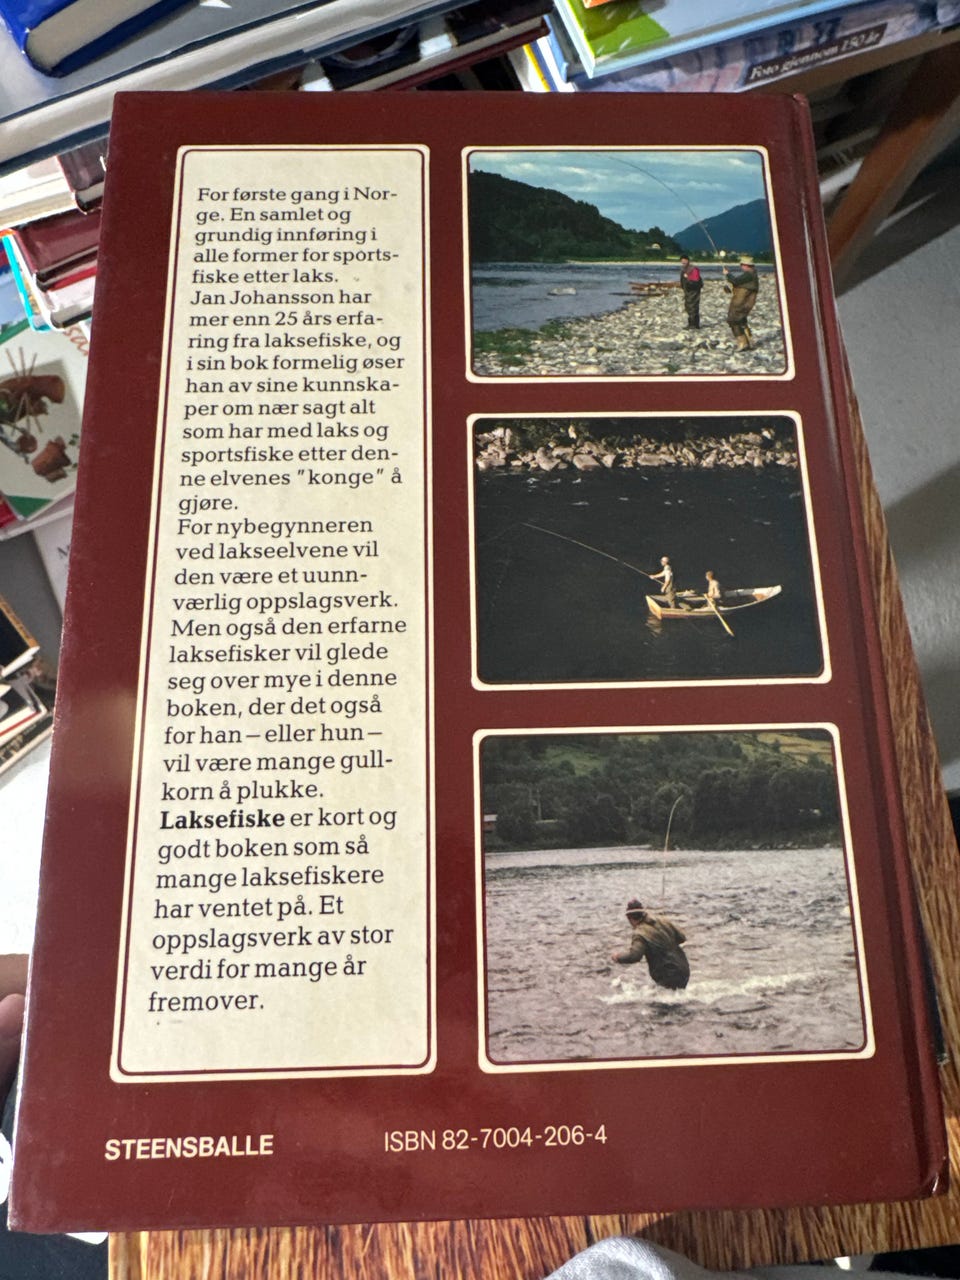 Foto gjennom 150 år
For første gang i Nor-
ge. En samlet og
grundig innføring i
alle former for sports-
fiske etter laks.
Jan Johansson har
mer enn 25 års erfa-
ring fra laksefiske, og
i sin bok formelig øser
han av sine kunnska-
per om nær sagt alt
som har med laks og
sportsfiske etter den-
ne elvenes "konge" å
gjøre.
For nybegynneren
ved lakseelvene vil
den være et uunn-
værlig oppslagsverk.
Men også den erfarne
laksefisker vil glede
seg over mye i denne
boken, der det også
for han – eller hun –
vil være mange gull-
korn å plukke.
Laksefiske er kort og
godt boken som så
mange laksefiskere
har ventet på. Et
oppslagsverk av stor
verdi for mange år
fremover.
STEENSBALLE
ISBN 82-7004-206-4